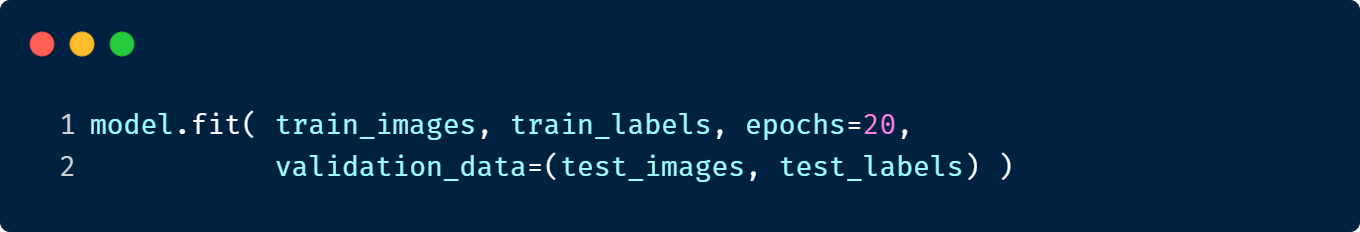 1 model.fit( train_images, train_labels, epochs=20,
2 validation_data=(test_images, test_labels) )